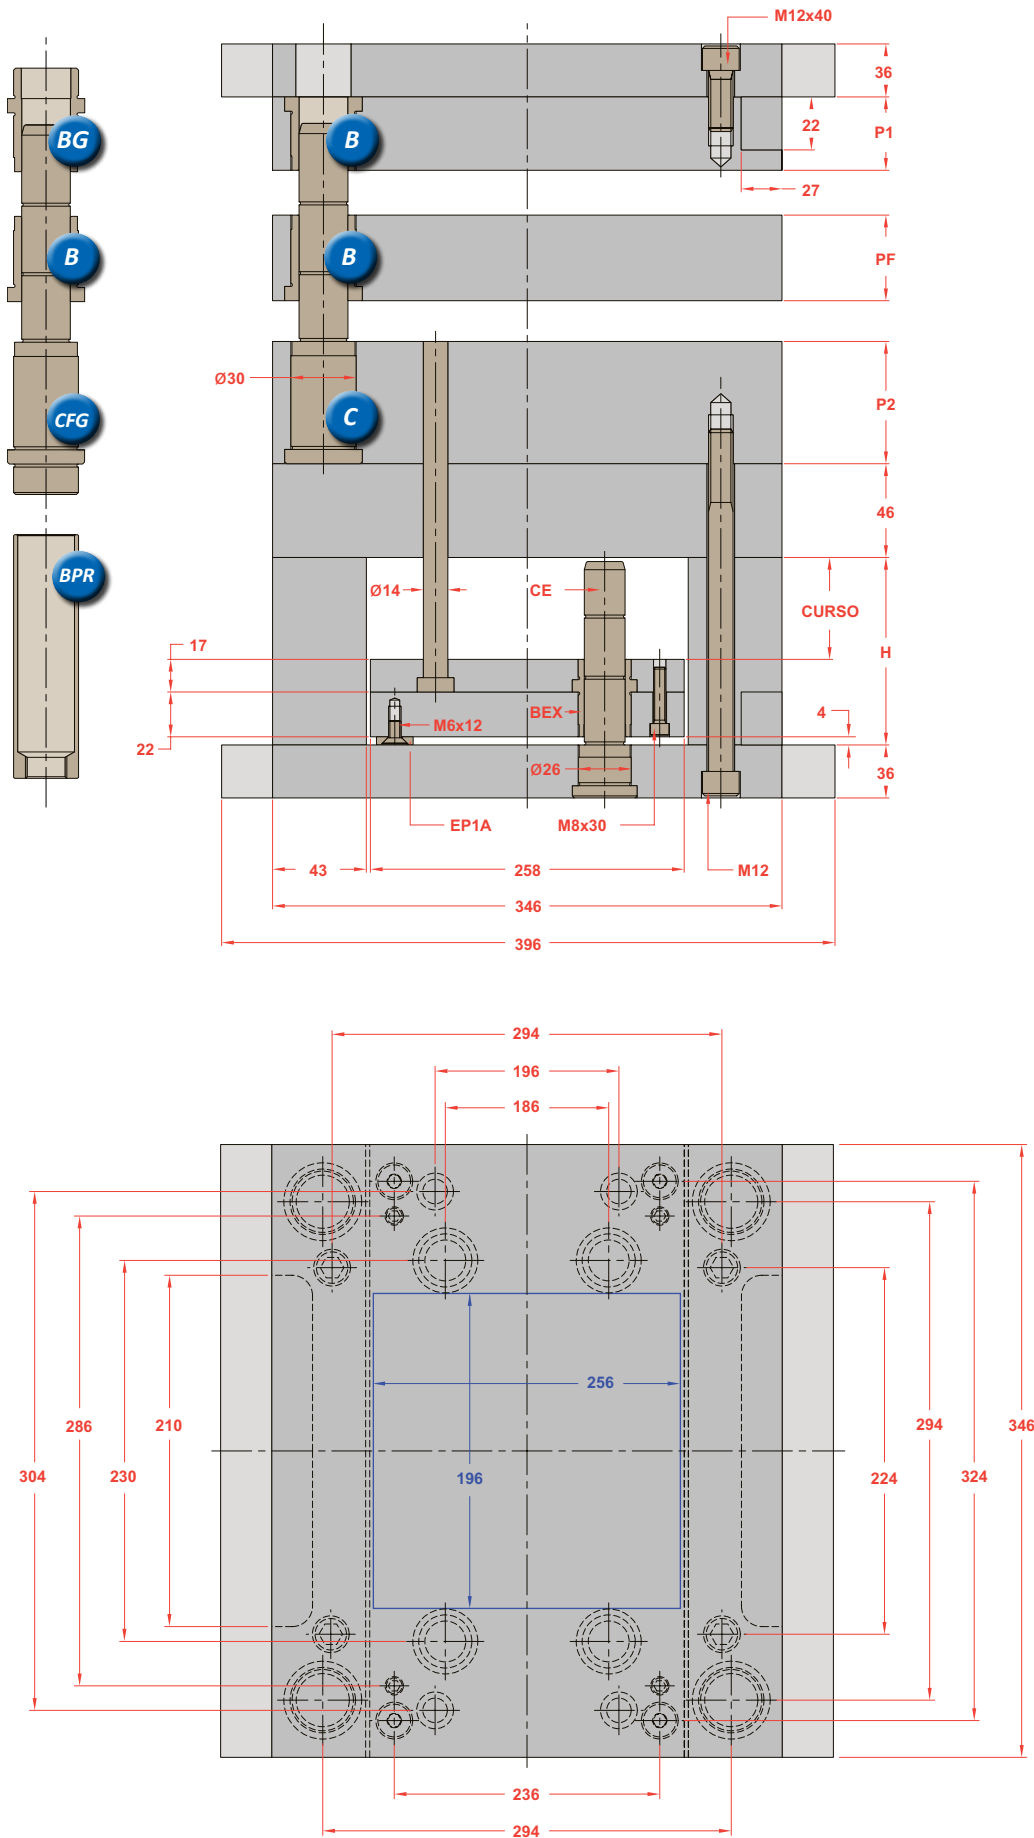 M12x40
36
BG
B
22
P1
27
B
B
PF
Ø30
CFG
C
P2
46
BPR
Ø14
CE
CURSO
17
H
BEX
4
M6x12
22
Ø26
36
EP1A
M8x30
43
258
M12
346
396
294
196
186
256
286
210
294
346
304
230
196
224
324
236
294